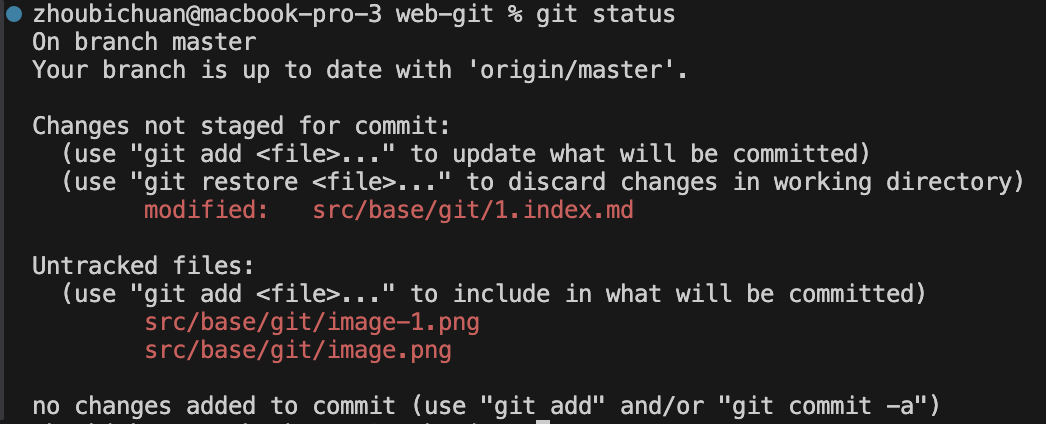 zhoubichuan@macbook-pro-3 web-git % git status
On branch master
Your branch is up to date with 'origin/master'.
Changes not staged for commit:
(use "git add <file>..." to update what will be committed)
(use "git restore <file>..." to discard changes in working directory)
modified: src/base/git/1.index.md
Untracked files:
(use "git add <file>..." to include in what will be committed)
src/base/git/image-1.png
src/base/git/image.png
no changes added to commit (use "git add" and/or "git commit -a")